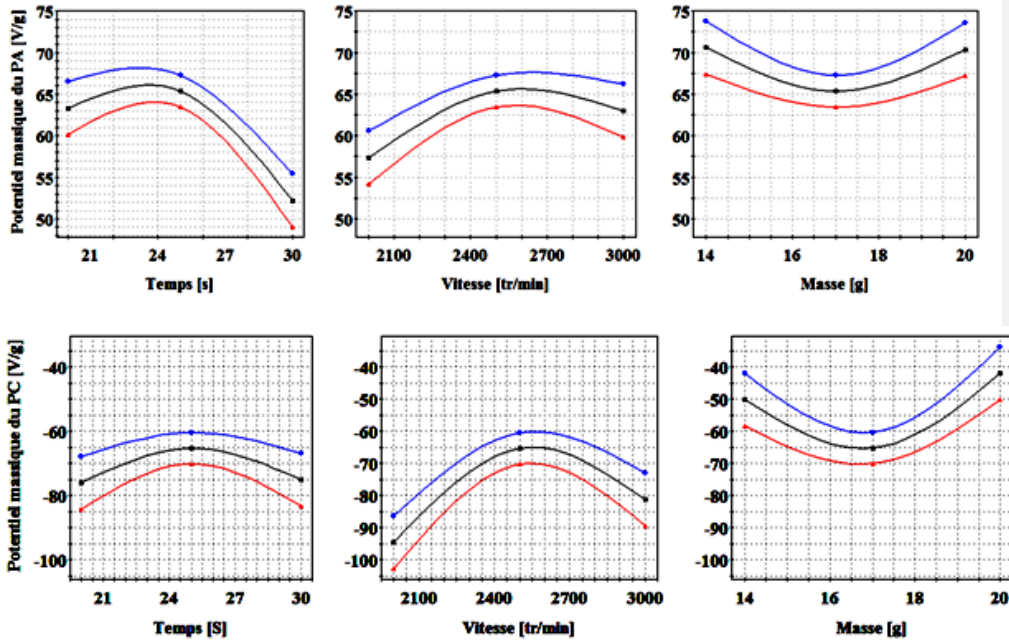 Potentiel massique du PA [V/g]
75
70
65
60
55
50
21 24 27 30
Temps [s]
75
70
65
60
55
50
2100 2400 2700 3000
Vitesse [tr/min]
75
70
65
60
55
50
14 16 18 20
Masse [g]
Potentiel massique du PC [V/g]
-40
-50
-60
-70
-80
-90
-100
21 24 27 30
Temps [S]
-40
-50
-60
-70
-80
-90
-100
2100 2400 2700 3000
Vitesse [tr/min]
-40
-50
-60
-70
-80
-90
-100
14 16 18 20
Masse [g]